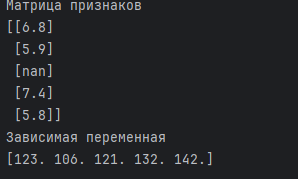 Матрица признаков
[[6.8]
 [5.9]
 [nan]
 [7.4]
 [5.8]]
Зависимая переменная
[123. 106. 121. 132. 142.]